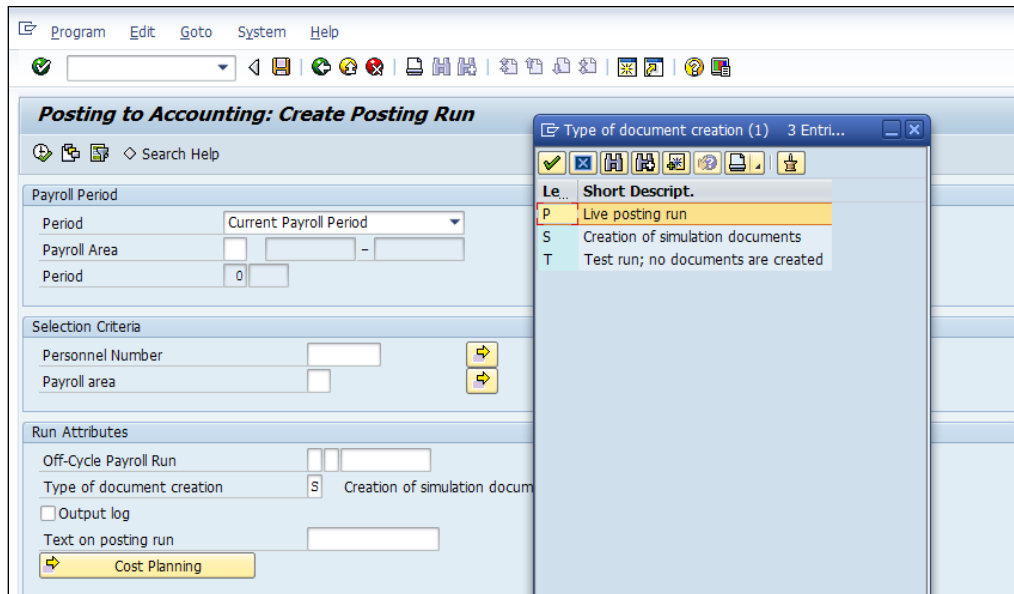 Program Edit Goto System Help
Posting to Accounting: Create Posting Run
Search Help
Payroll Period
Period Current Payroll Period
Payroll Area –
Period 0
Selection Criteria
Personnel Number
Payroll area
Run Attributes
Off-Cycle Payroll Run
Type of document creation S Creation of simulation docum
Output log
Text on posting run
Cost Planning
Type of document creation (1) 3 Entri...
Le... Short Descript.
P Live posting run
S Creation of simulation documents
T Test run; no documents are created